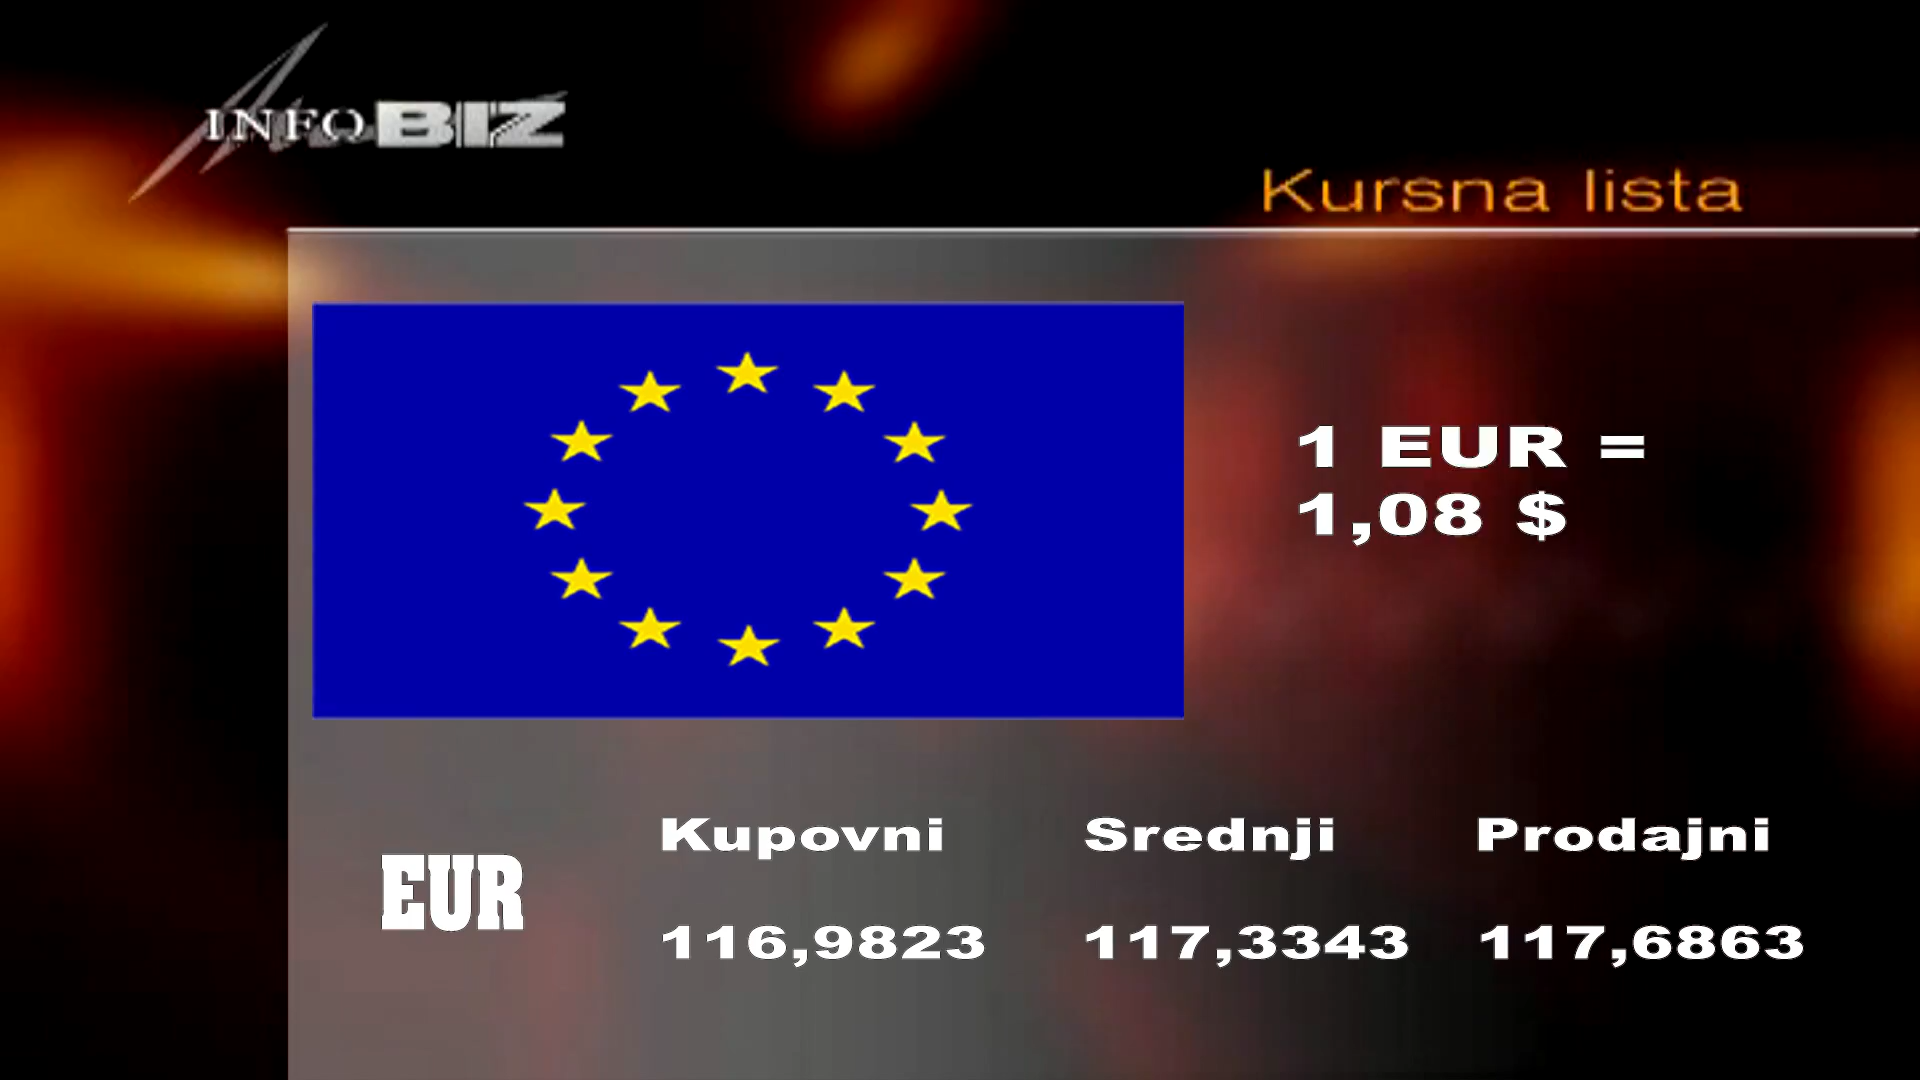 INFO BIZ
Kursna lista
1 EUR =
1,08 $
Kupovni Srednji Prodajni
EUR
116,9823 117,3343 117,6863